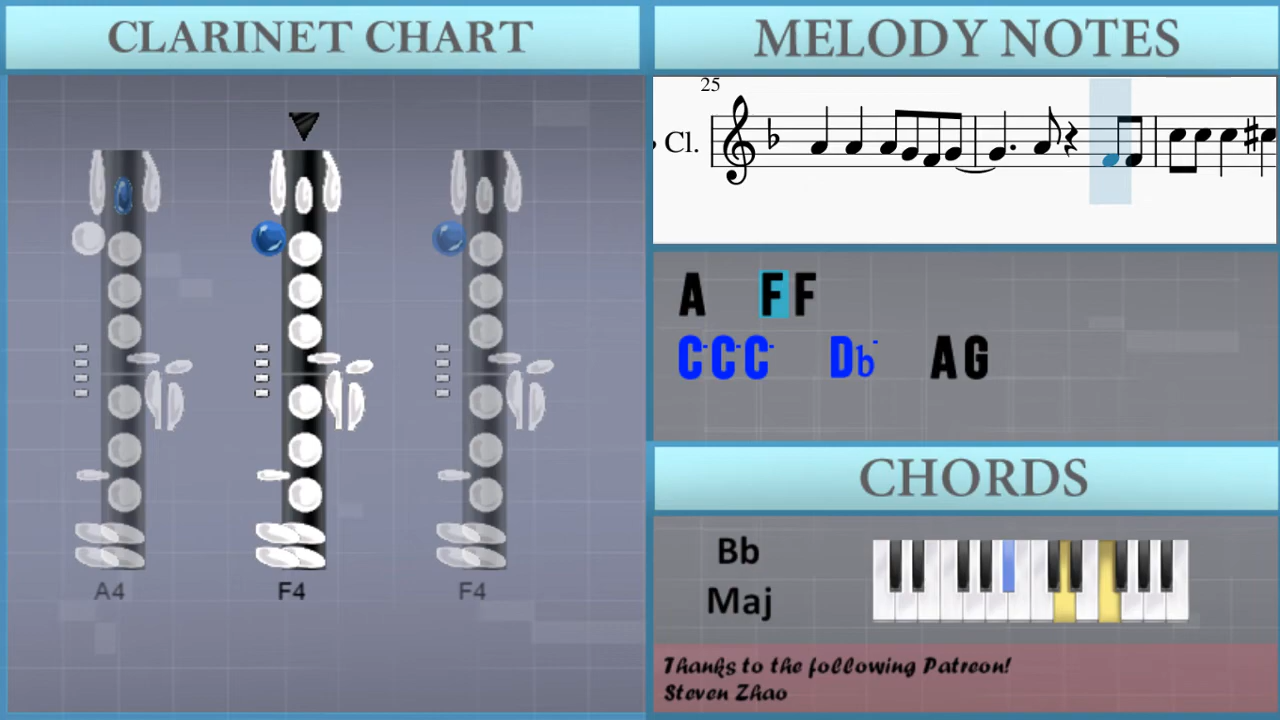 CLARINET CHART
A4 F4 F4
MELODY NOTES
25
Cl.
A F F
C C C Db A G
CHORDS
Bb
Maj
Thanks to the following Patreon!
Steven Zhao